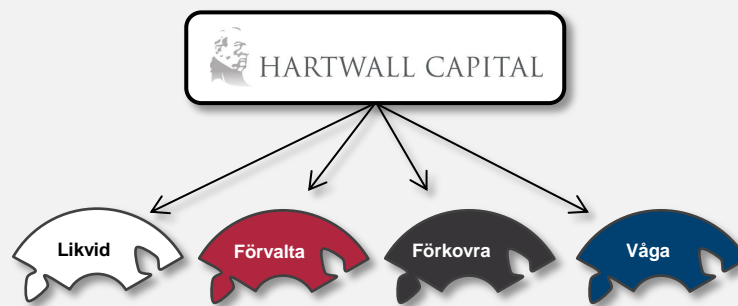 HARTWALL CAPITAL
Likvid
Förvalta
Förkovra
Våga